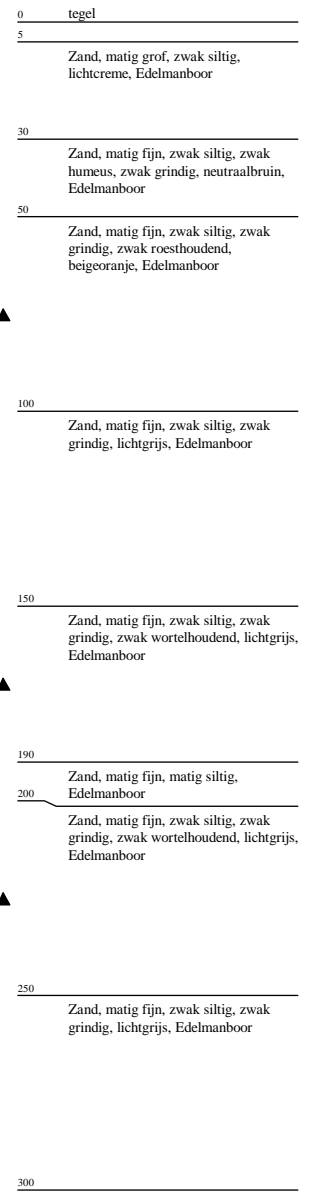 0 tegel
5
Zand, matig grof, zwak siltig,
lichtcreme, Edelmanboor
30
Zand, matig fijn, zwak siltig, zwak
humeus, zwak grindig, neutraalbruin,
Edelmanboor
50
Zand, matig fijn, zwak siltig, zwak
grindig, zwak roesthoudend,
beigeoranje, Edelmanboor
100
Zand, matig fijn, zwak siltig, zwak
grindig, lichtgrijs, Edelmanboor
150
Zand, matig fijn, zwak siltig, zwak
grindig, zwak wortelhoudend, lichtgrijs,
Edelmanboor
190
Zand, matig fijn, matig siltig,
Edelmanboor
200
Zand, matig fijn, zwak siltig, zwak
grindig, zwak wortelhoudend, lichtgrijs,
Edelmanboor
250
Zand, matig fijn, zwak siltig, zwak
grindig, lichtgrijs, Edelmanboor
300